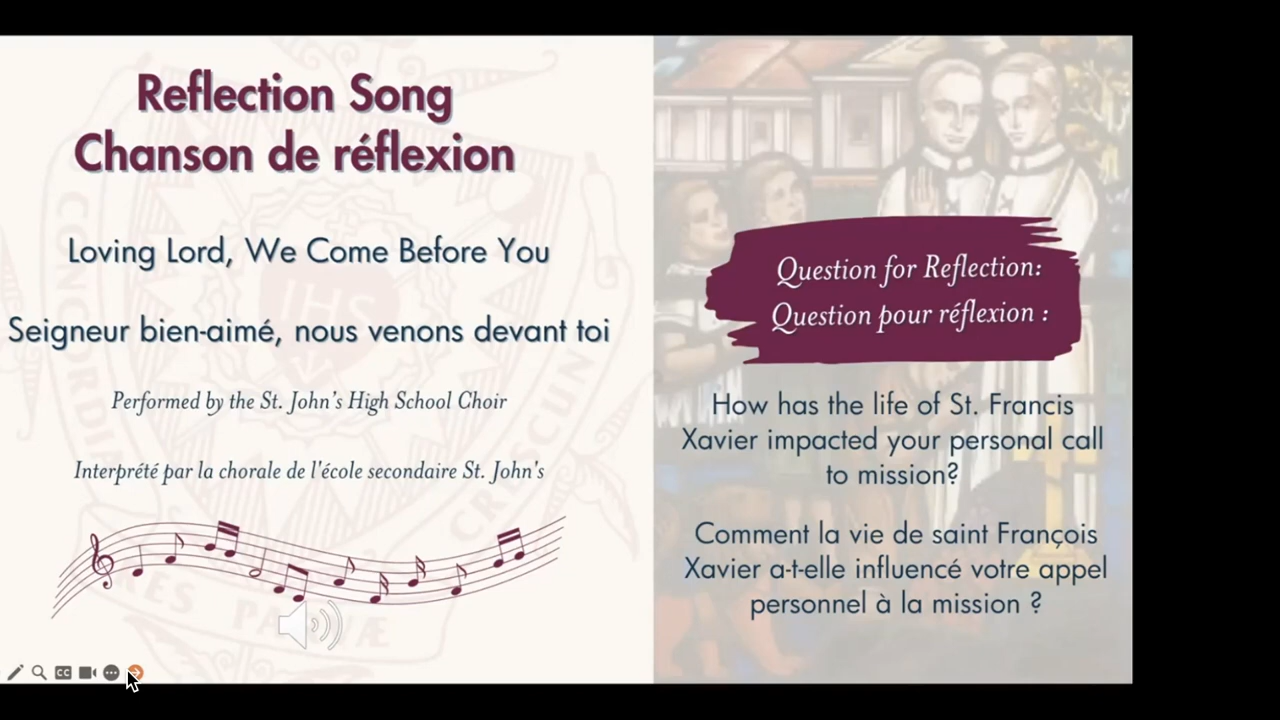 Reflection Song
Chanson de réflexion
Loving Lord, We Come Before You
Seigneur bien-aimé, nous venons devant toi
Performed by the St. John's High School Choir
Interprété par la chorale de l'école secondaire St. John's
Question for Reflection:
Question pour réflexion :
How has the life of St. Francis
Xavier impacted your personal call
to mission?
Comment la vie de saint François
Xavier a-t-elle influencé votre appel
personnel à la mission ?
IHS
CC